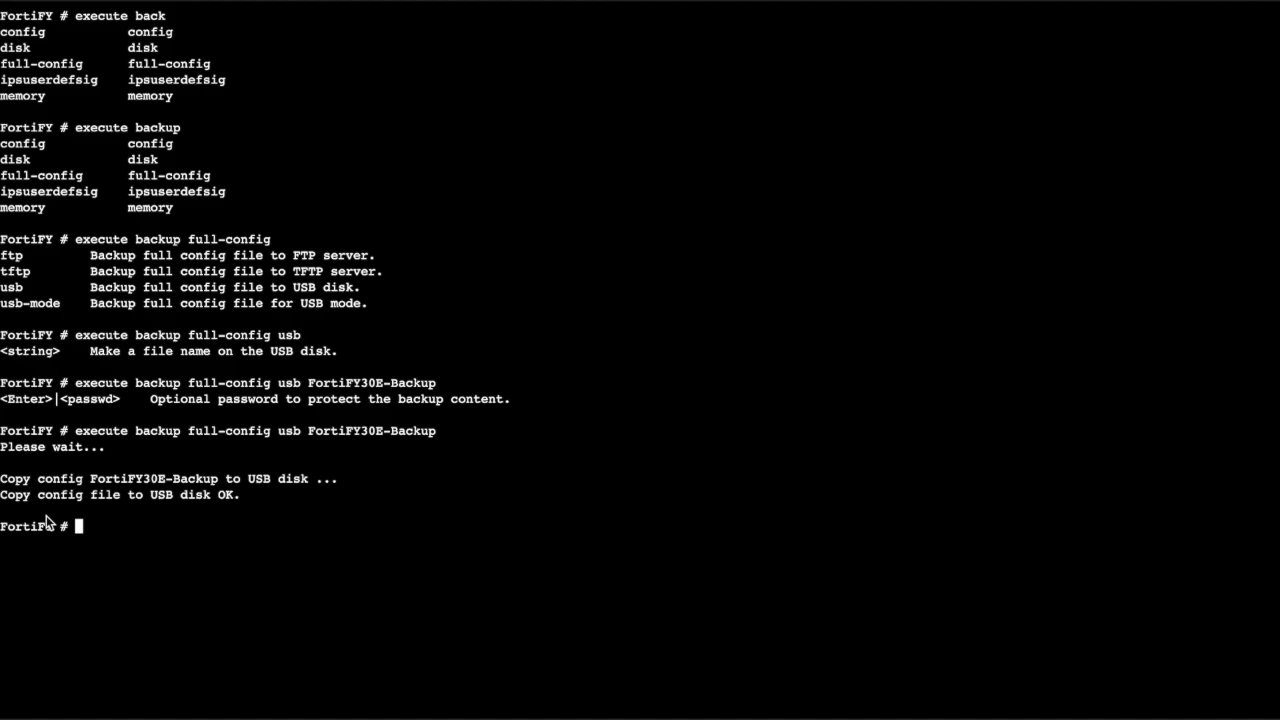 FortiFY # execute back
config           config
disk             disk
full-config      full-config
ipsuserdefsig    ipsuserdefsig
memory           memory
FortiFY # execute backup
config           config
disk             disk
full-config      full-config
ipsuserdefsig    ipsuserdefsig
memory           memory
FortiFY # execute backup full-config
ftp         Backup full config file to FTP server.
tftp        Backup full config file to TFTP server.
usb         Backup full config file to USB disk.
usb-mode    Backup full config file for USB mode.
FortiFY # execute backup full-config usb
<string>    Make a file name on the USB disk.
FortiFY # execute backup full-config usb FortiFY30E-Backup
<Enter>|<passwd>    Optional password to protect the backup content.
FortiFY # execute backup full-config usb FortiFY30E-Backup
Please wait...
Copy config FortiFY30E-Backup to USB disk ...
Copy config file to USB disk OK.
FortiFY #